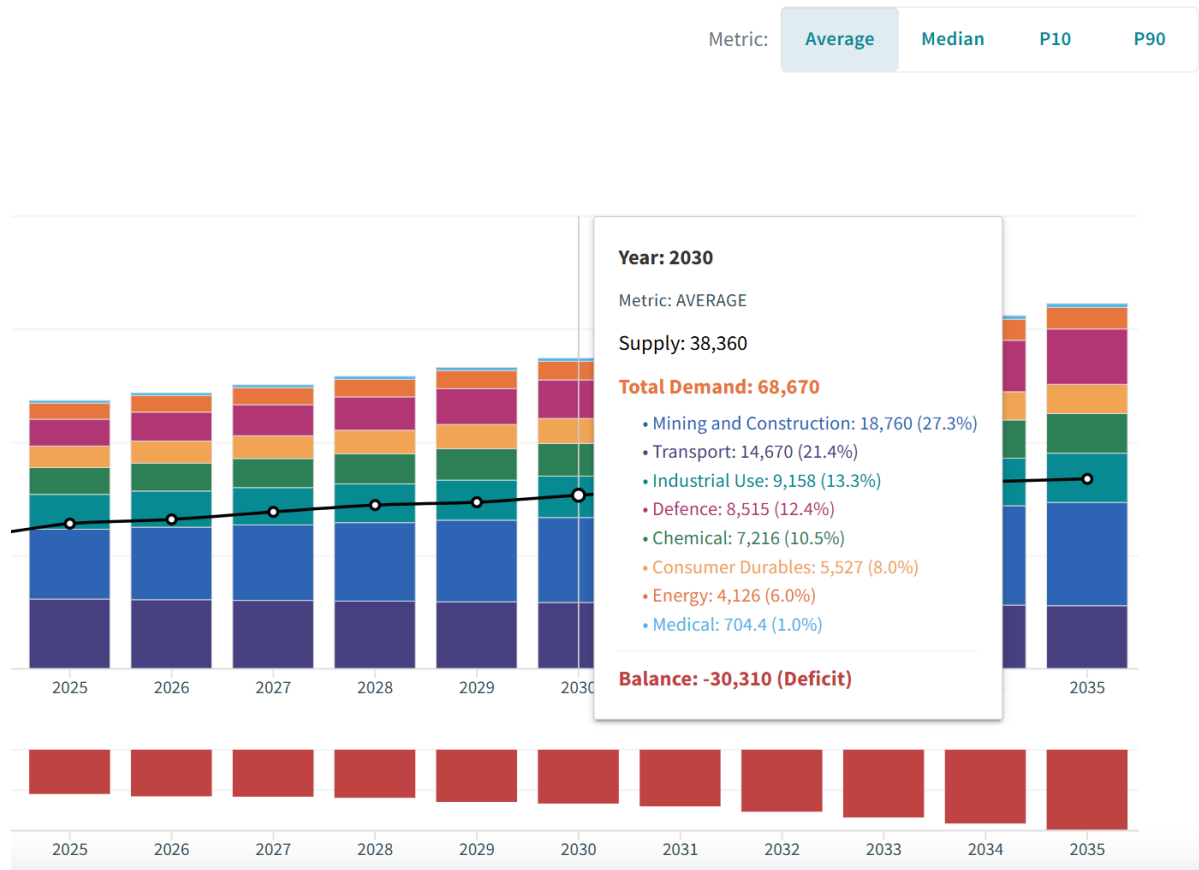 Metric: Average Median P10 P90
Year: 2030
Metric: AVERAGE
Supply: 38,360
Total Demand: 68,670
• Mining and Construction: 18,760 (27.3%)
• Transport: 14,670 (21.4%)
• Industrial Use: 9,158 (13.3%)
• Defence: 8,515 (12.4%)
• Chemical: 7,216 (10.5%)
• Consumer Durables: 5,527 (8.0%)
• Energy: 4,126 (6.0%)
• Medical: 704.4 (1.0%)
Balance: -30,310 (Deficit)
2025 2026 2027 2028 2029 2030 2035
2025 2026 2027 2028 2029 2030 2031 2032 2033 2034 2035